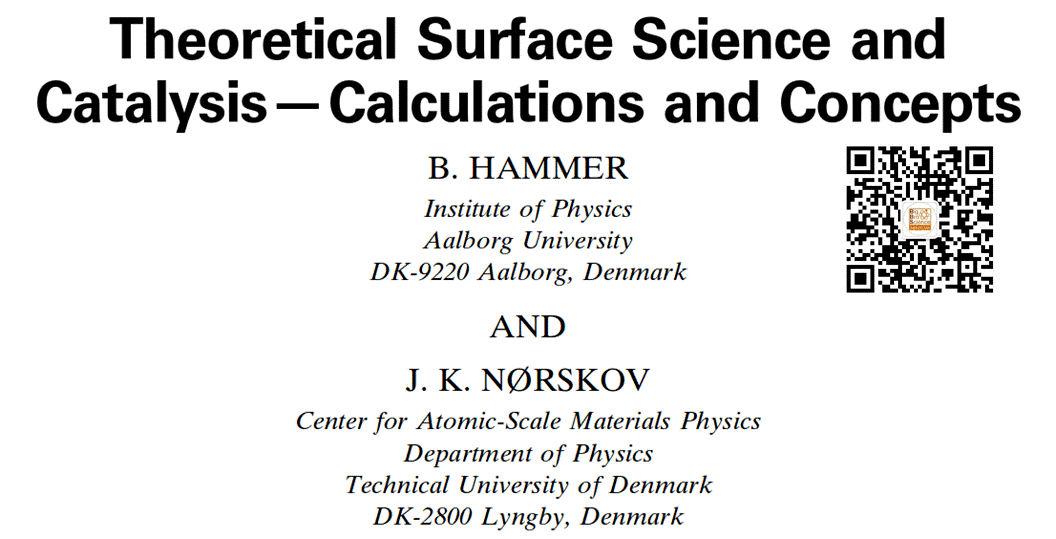 Theoretical Surface Science and
Catalysis—Calculations and Concepts
B. HAMMER
Institute of Physics
Aalborg University
DK-9220 Aalborg, Denmark
AND
J. K. NØRSKOV
Center for Atomic-Scale Materials Physics
Department of Physics
Technical University of Denmark
DK-2800 Lyngby, Denmark